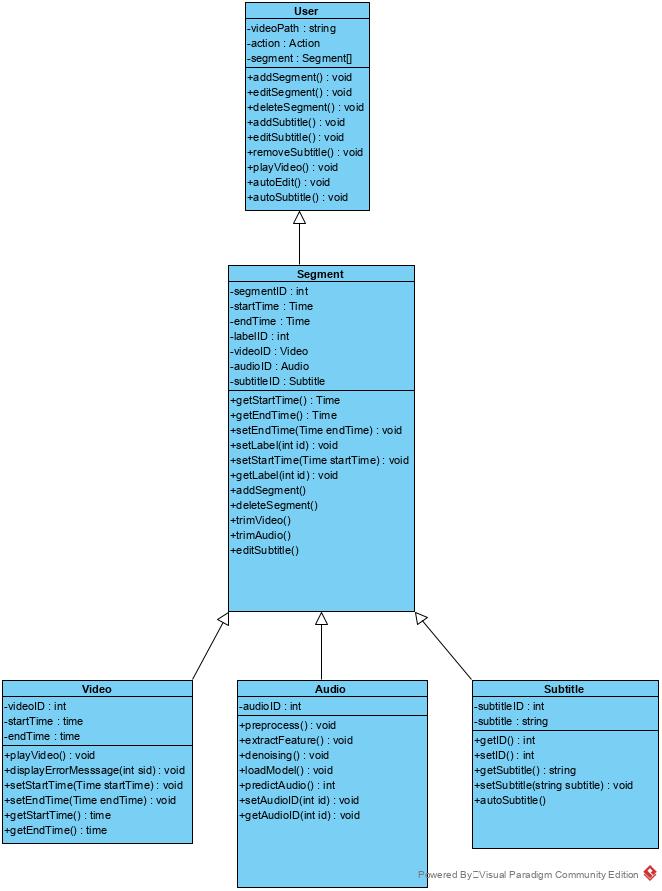 User
-videoPath : string
-action : Action
-segment : Segment[]
+addSegment() : void
+editSegment() : void
+deleteSegment() : void
+addSubtitle() : void
+editSubtitle() : void
+removeSubtitle() : void
+playVideo() : void
+autoEdit() : void
+autoSubtitle() : void
Segment
-segmentID : int
-startTime : Time
-endTime : Time
-labelID : int
-videoID : Video
-audioID : Audio
-subtitleID : Subtitle
+getStartTime() : Time
+getEndTime() : Time
+setEndTime(Time endTime) : void
+setLabel(int id) : void
+setStartTime(Time startTime) : void
+getLabel(int id) : void
+addSegment()
+deleteSegment()
+trimVideo()
+trimAudio()
+editSubtitle()
Video
-videoID : int
-startTime : time
-endTime : time
+playVideo() : void
+displayErrorMesssage(int sid) : void
+setStartTime(Time startTime) : void
+setEndTime(Time endTime) : void
+getStartTime() : time
+getEndTime() : time
Audio
-audioID : int
+preprocess() : void
+extractFeature() : void
+denoising() : void
+loadModel() : void
+predictAudio() : int
+setAudioID(int id) : void
+getAudioID(int id) : void
Subtitle
-subtitleID : int
-subtitle : string
+getID() : int
+setID() : int
+getSubtitle() : string
+setSubtitle(string subtitle) : void
+autoSubtitle()
Powered By Visual Paradigm Community Edition